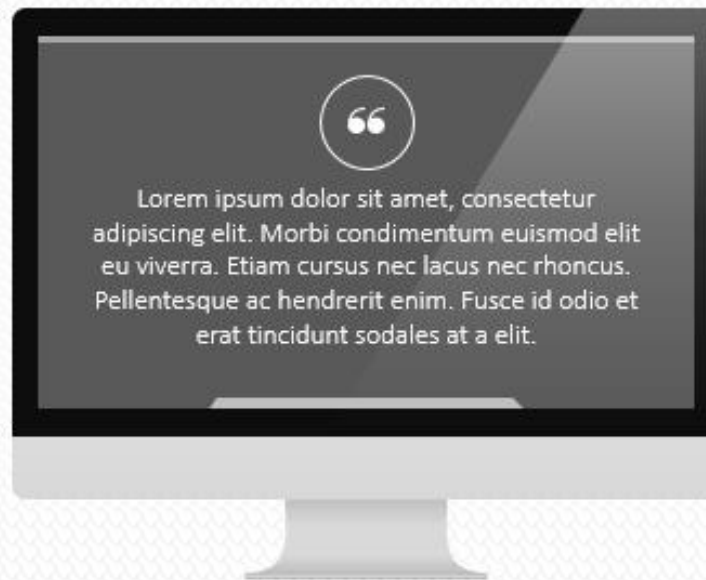 ❝
Lorem ipsum dolor sit amet, consectetur
adipiscing elit. Morbi condimentum euismod elit
eu viverra. Etiam cursus nec lacus nec rhoncus.
Pellentesque ac hendrerit enim. Fusce id odio et
erat tincidunt sodales at a elit.